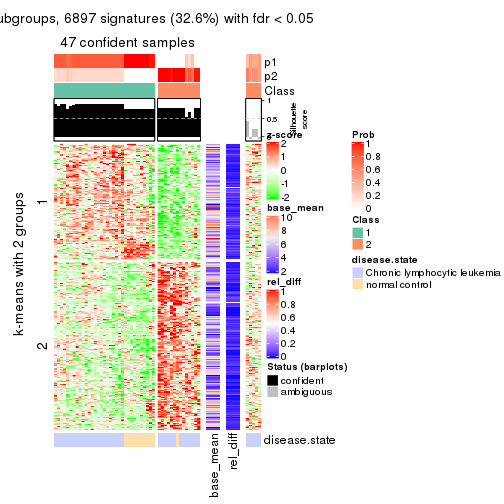 ubgroups, 6897 signatures (32.6%) with fdr < 0.05
47 confident samples
p1
p2
Class
1
0.5
0
Silhouette
score
k-means with 2 groups
1
2
z-score
2
1
0
-1
-2
base_mean
10
8
6
4
2
rel_diff
1
0.8
0.6
0.4
0.2
0
Status (barplots)
confident
ambiguous
Prob
1
0.8
0.6
0.4
0.2
0
Class
1
2
disease.state
Chronic lymphocytic leukemia
normal control
disease.state
base_mean
rel_diff